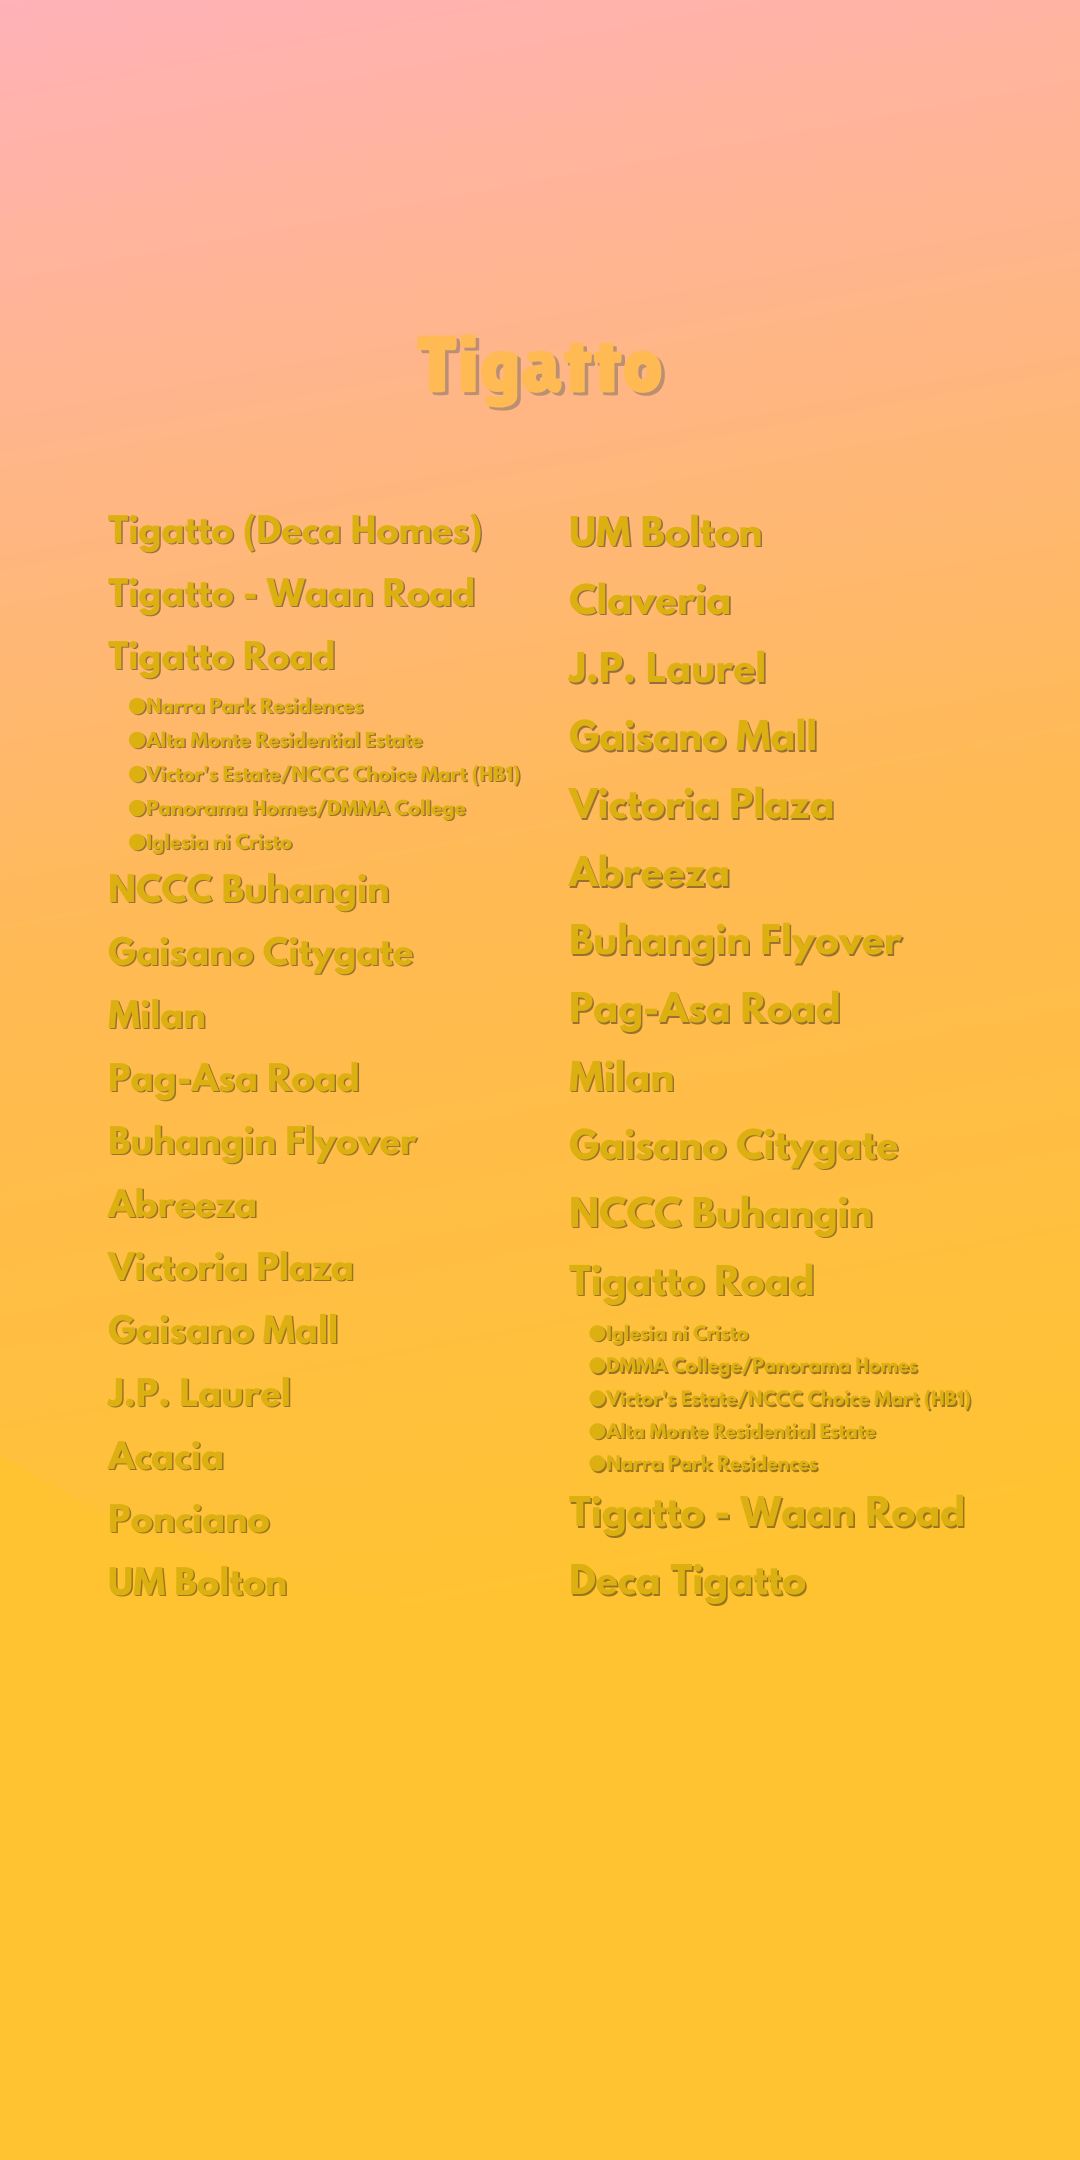 Tigatto
Tigatto (Deca Homes)
Tigatto - Waan Road
Tigatto Road
●Narra Park Residences
●Alta Monte Residential Estate
●Victor's Estate/NCCC Choice Mart (HB1)
●Panorama Homes/DMMA College
●Iglesia ni Cristo
NCCC Buhangin
Gaisano Citygate
Milan
Pag-Asa Road
Buhangin Flyover
Abreeza
Victoria Plaza
Gaisano Mall
J.P. Laurel
Acacia
Ponciano
UM Bolton
UM Bolton
Claveria
J.P. Laurel
Gaisano Mall
Victoria Plaza
Abreeza
Buhangin Flyover
Pag-Asa Road
Milan
Gaisano Citygate
NCCC Buhangin
Tigatto Road
●Iglesia ni Cristo
●DMMA College/Panorama Homes
●Victor's Estate/NCCC Choice Mart (HB1)
●Alta Monte Residential Estate
●Narra Park Residences
Tigatto - Waan Road
Deca Tigatto